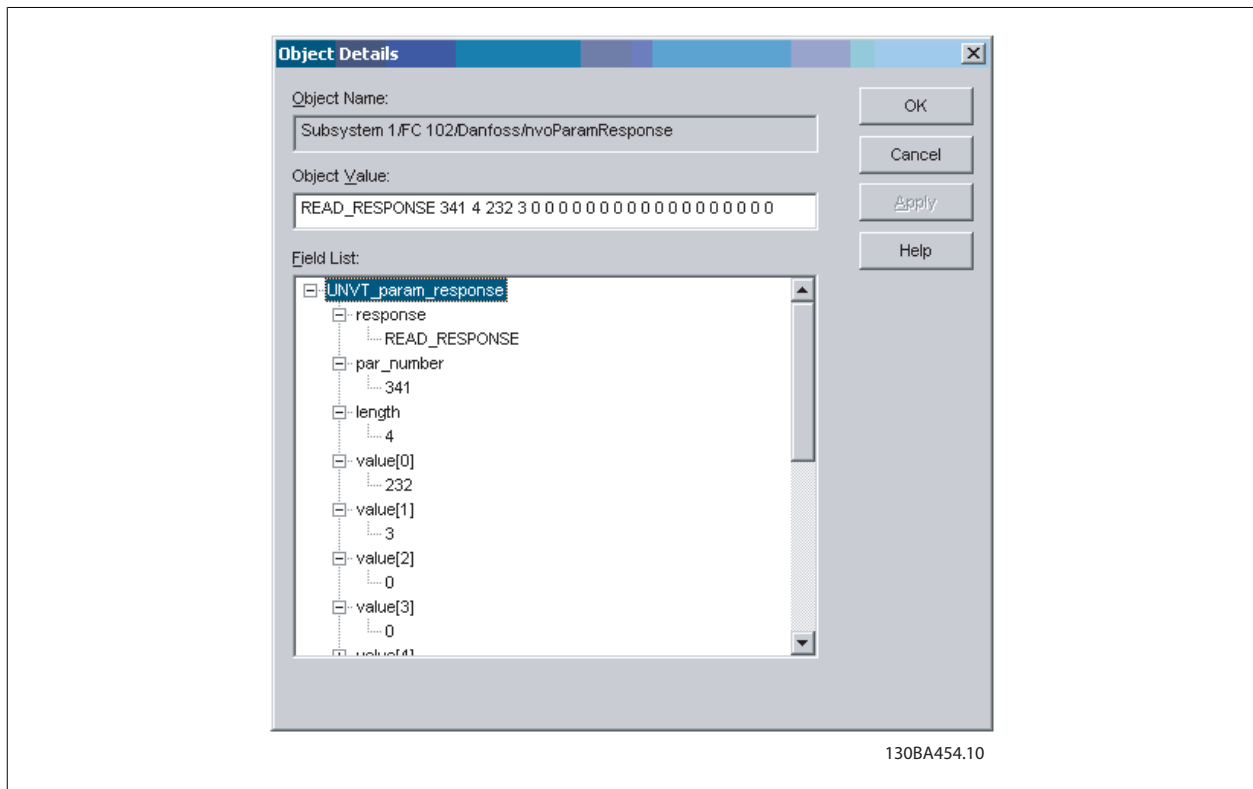 Object Details
Object Name:
Subsystem 1/FC 102/Danfoss/nvoParamResponse
Object Value:
READ_RESPONSE 341 4 232 3 0 0 0 0 0 0 0 0 0 0 0 0 0 0 0 0 0 0
Field List:
UNVT_param_response
response
READ_RESPONSE
par_number
341
length
4
value[0]
232
value[1]
3
value[2]
0
value[3]
0
value[4]
OK
Cancel
Apply
Help
130BA454.10